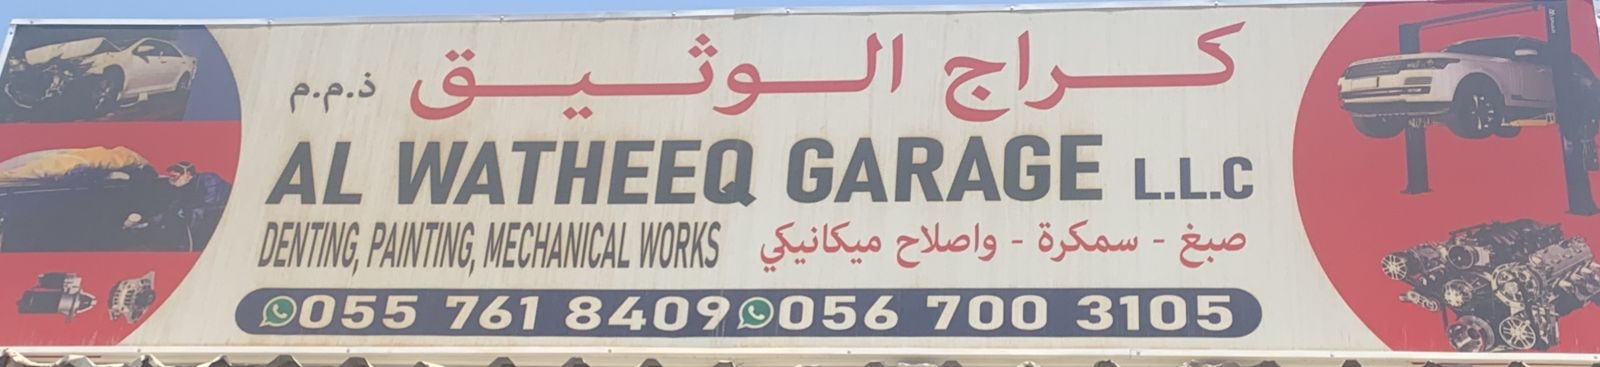 كراج الوثيق ذ.م.م
AL WATHEEQ GARAGE L.L.C
DENTING, PAINTING, MECHANICAL WORKS
صبغ - سمكرة - واصلاح ميكانيكي
055 761 8409 056 700 3105